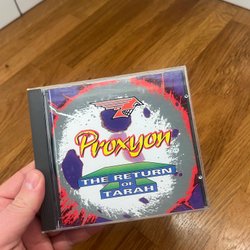 Proxyon
THE RETURN
OF
TARAH